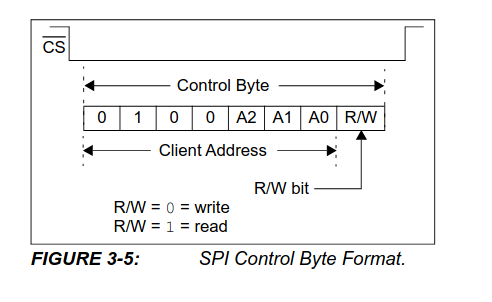 CS
Control Byte
0 1 0 0 A2 A1 A0 R/W
Client Address
R/W bit
R/W = 0 = write
R/W = 1 = read
FIGURE 3-5: SPI Control Byte Format.